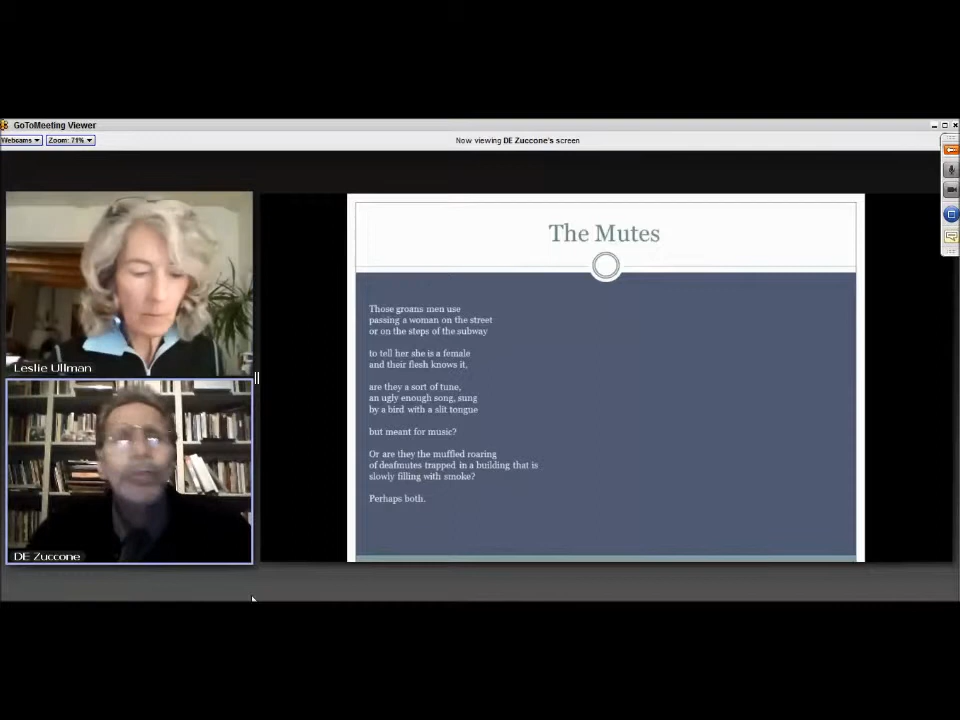 GoToMeeting Viewer
Webcams Zoom: 71%
Now viewing DE Zuccone's screen
Leslie Ullman
DE Zuccone
The Mutes
Those groans men use
passing a woman on the street
or on the steps of the subway
to tell her she is a female
and their flesh knows it,
are they a sort of tune,
an ugly enough song, sung
by a bird with a slit tongue
but meant for music?
Or are they the muffled roaring
of deafmutes trapped in a building that is
slowly filling with smoke?
Perhaps both.